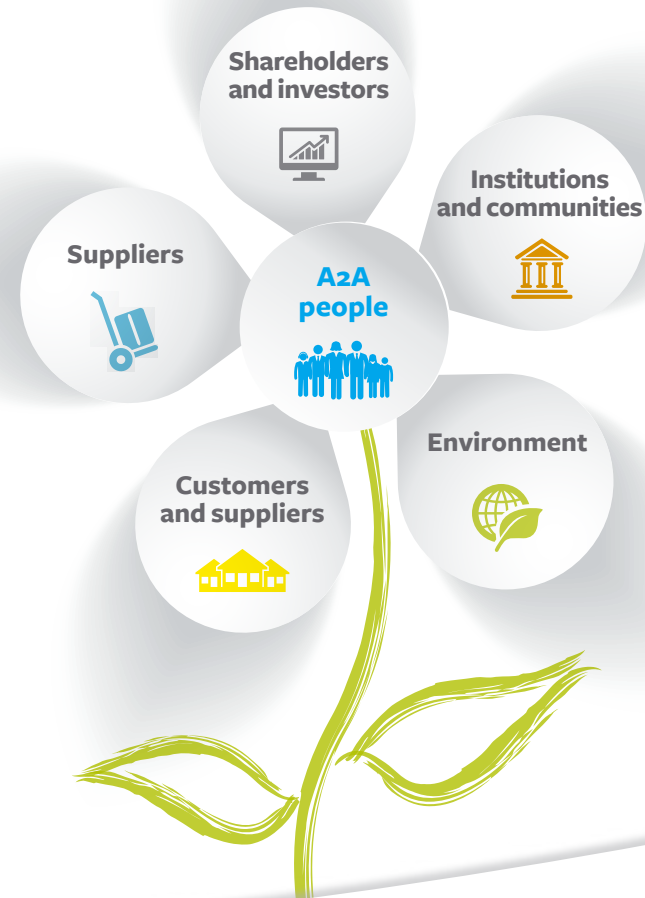 Shareholders
and investors
Institutions
and communities
Suppliers
A2A
people
Environment
Customers
and suppliers